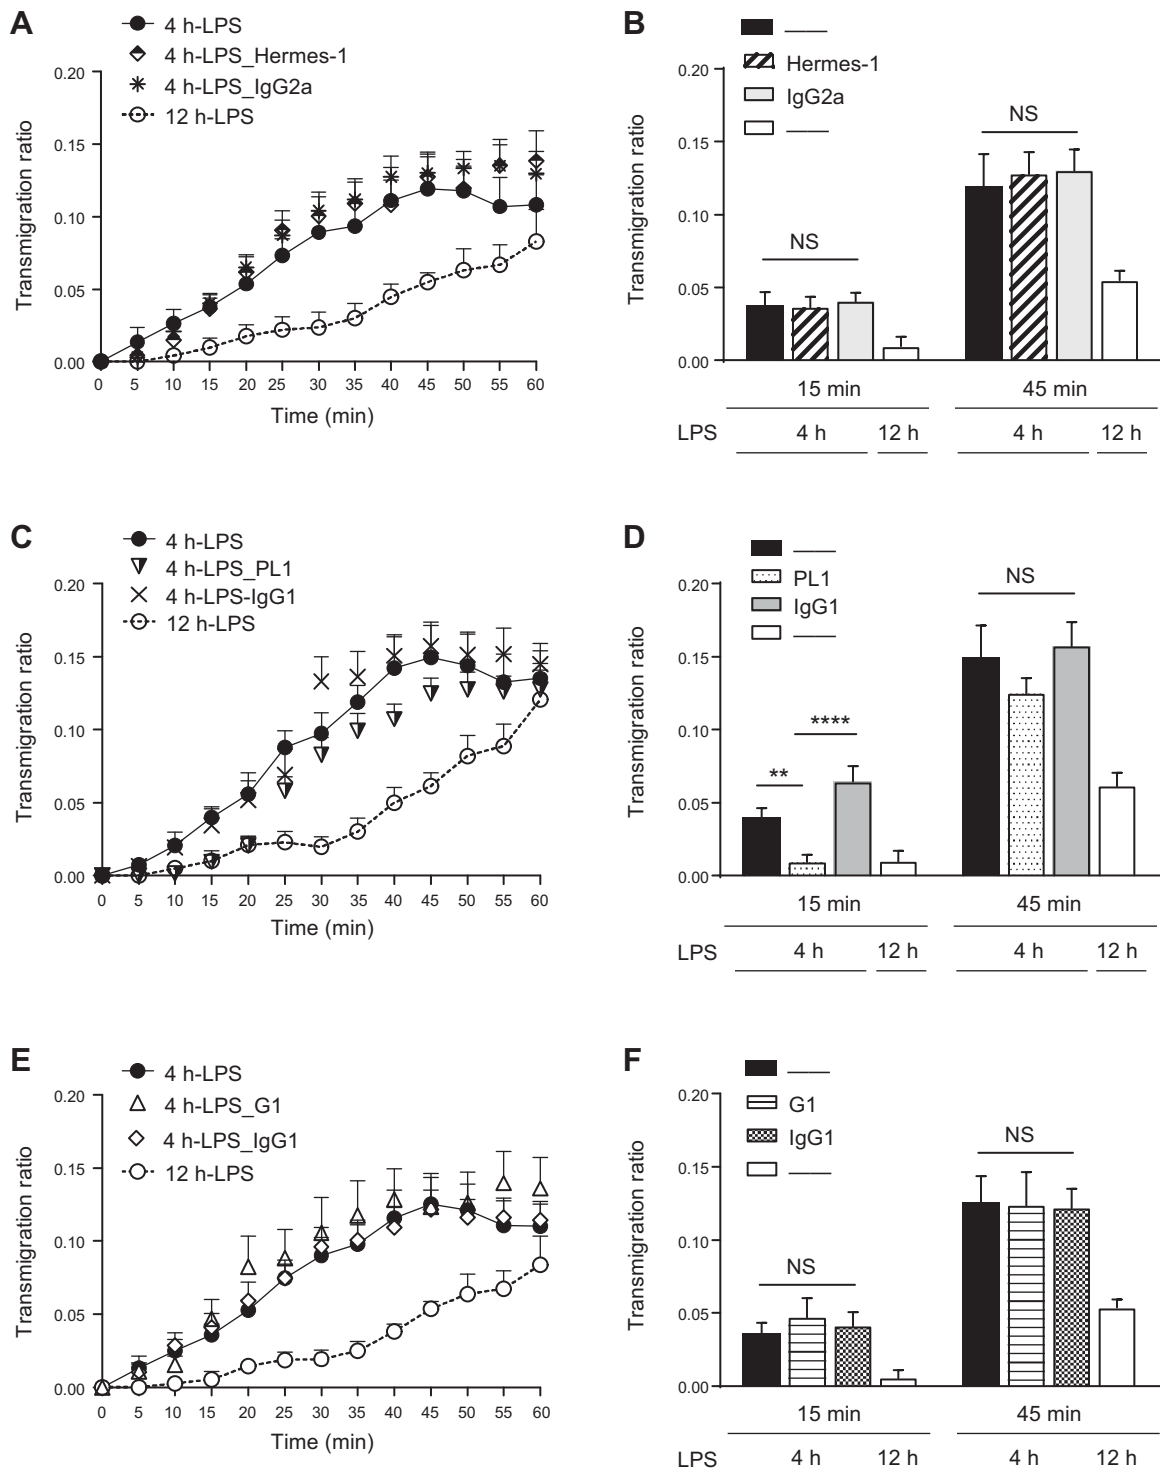 A
4 h-LPS
4 h-LPS_Hermes-1
4 h-LPS_IgG2a
12 h-LPS
Transmigration ratio
0.20
0.15
0.10
0.05
0.00
0 5 10 15 20 25 30 35 40 45 50 55 60
Time (min)
B
Hermes-1
IgG2a
Transmigration ratio
0.20
0.15
0.10
0.05
0.00
NS
NS
15 min 45 min
LPS 4 h 12 h 4 h 12 h
C
4 h-LPS
4 h-LPS_PL1
4 h-LPS-IgG1
12 h-LPS
Transmigration ratio
0.20
0.15
0.10
0.05
0.00
0 5 10 15 20 25 30 35 40 45 50 55 60
Time (min)
D
PL1
IgG1
Transmigration ratio
0.20
0.15
0.10
0.05
0.00
**
****
NS
15 min 45 min
LPS 4 h 12 h 4 h 12 h
E
4 h-LPS
4 h-LPS_G1
4 h-LPS_IgG1
12 h-LPS
Transmigration ratio
0.20
0.15
0.10
0.05
0.00
0 5 10 15 20 25 30 35 40 45 50 55 60
Time (min)
F
G1
IgG1
Transmigration ratio
0.20
0.15
0.10
0.05
0.00
NS
NS
15 min 45 min
LPS 4 h 12 h 4 h 12 h